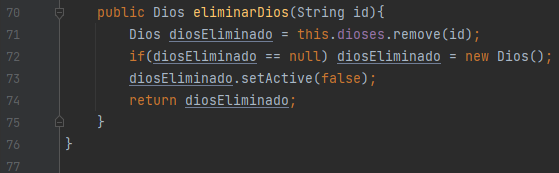 70 public Dios eliminarDios(String id){
71 Dios diosEliminado = this.dioses.remove(id);
72 if(diosEliminado == null) diosEliminado = new Dios();
73 diosEliminado.setActive(false);
74 return diosEliminado;
75 }
76 }
77